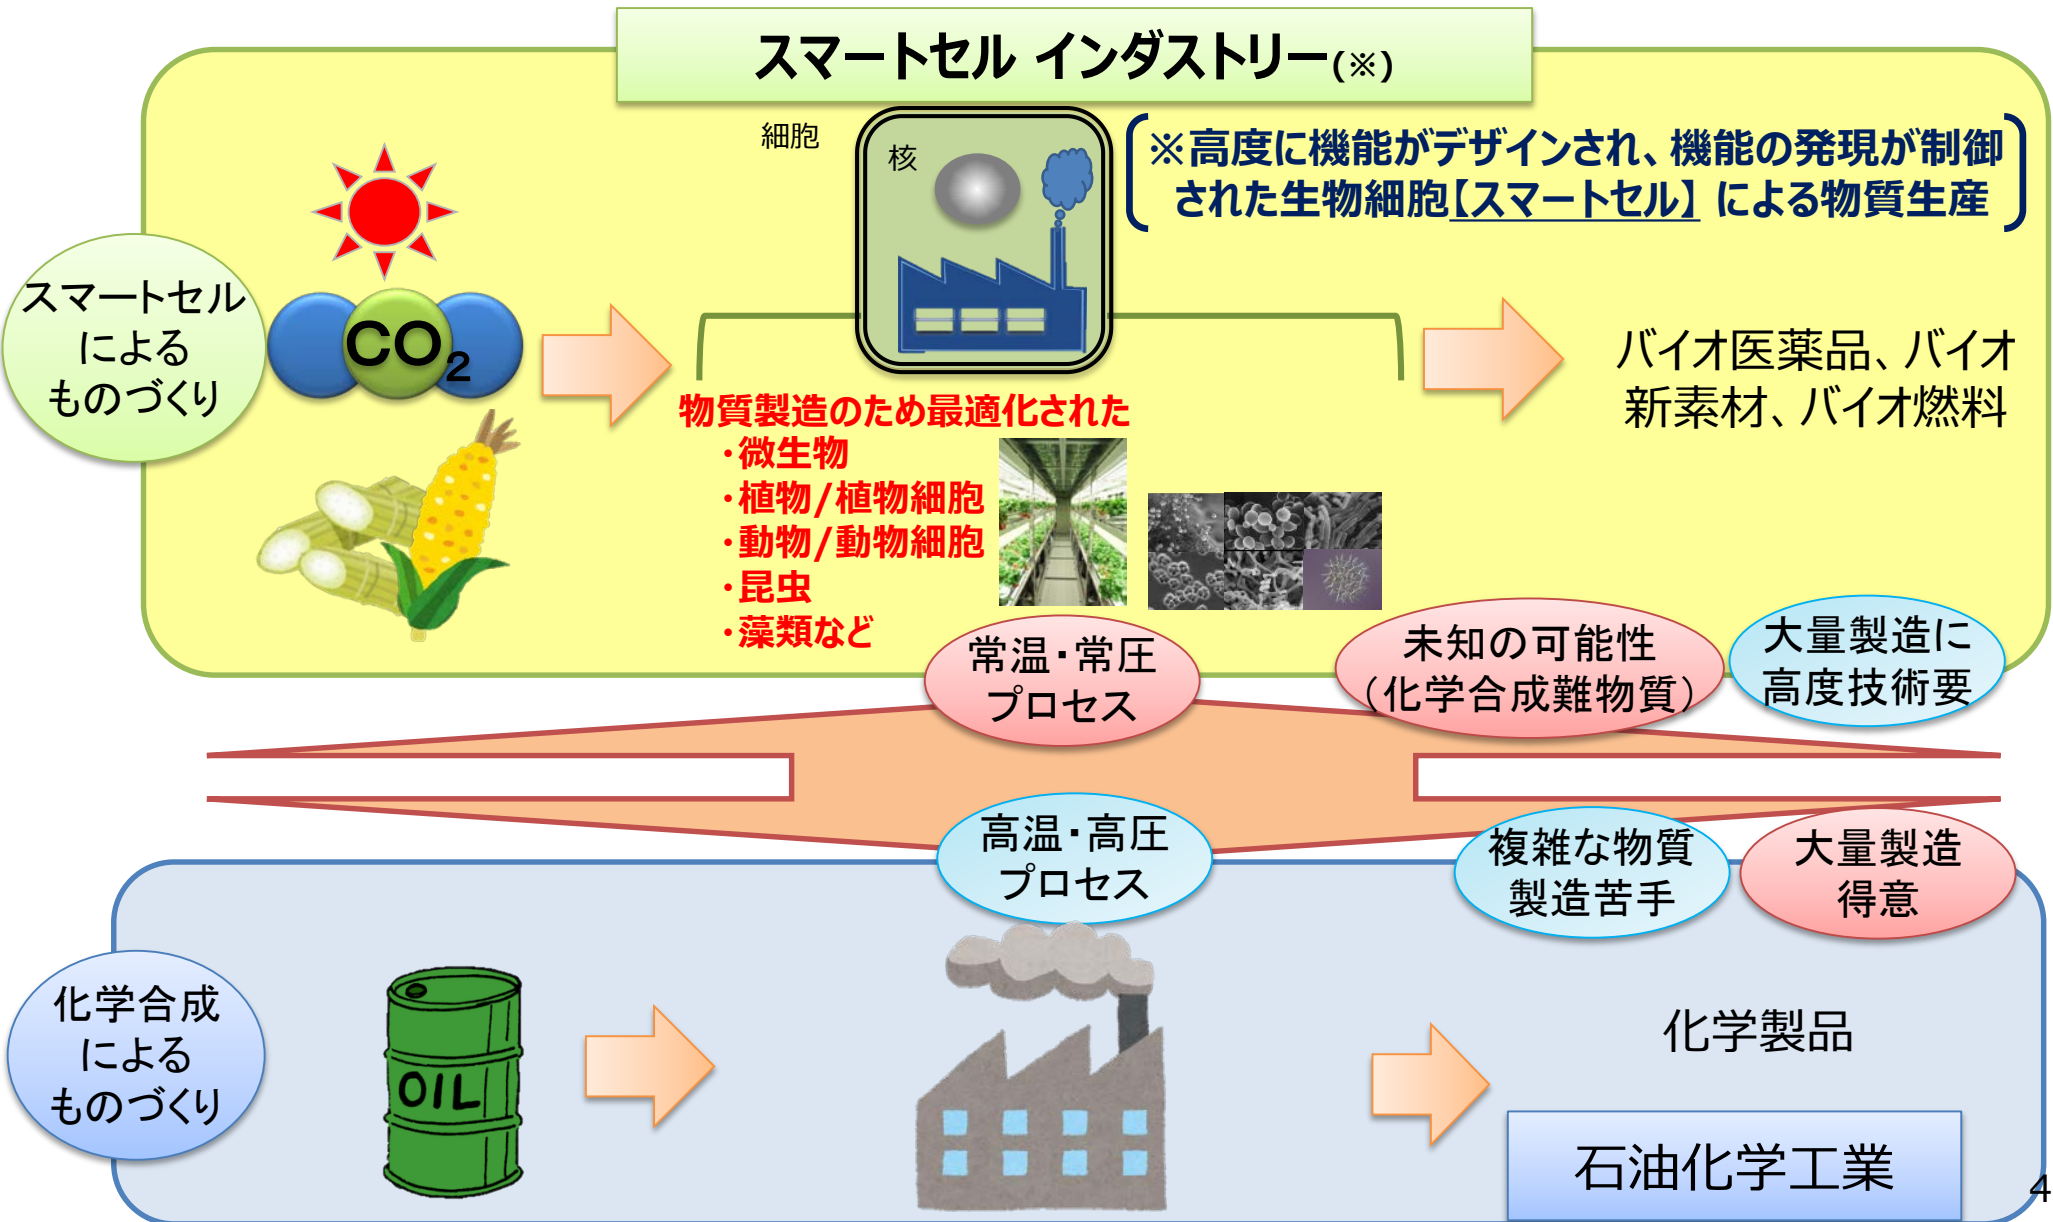 スマートセル インダストリー(※)
細胞
核
※高度に機能がデザインされ、機能の発現が制御
された生物細胞【スマートセル】による物質生産
スマートセル
による
ものづくり
CO₂
バイオ医薬品、バイオ
新素材、バイオ燃料
物質製造のため最適化された
・微生物
・植物/植物細胞
・動物/動物細胞
・昆虫
・藻類など
常温・常圧
プロセス
未知の可能性
（化学合成難物質）
大量製造に
高度技術要
高温・高圧
プロセス
複雑な物質
製造苦手
大量製造
得意
化学合成
による
ものづくり
OIL
化学製品
石油化学工業
4